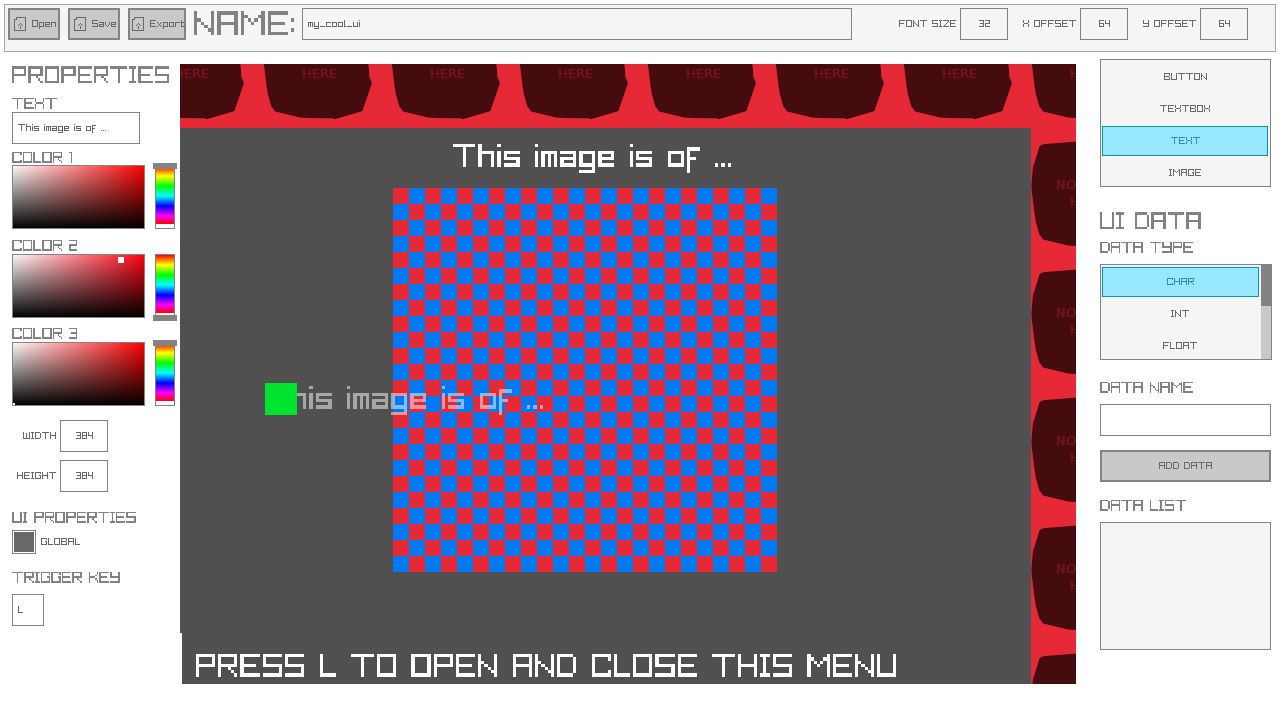 Open
Save
Export
NAME:
my_cool_ui
FONT SIZE
32
X OFFSET
64
Y OFFSET
64
PROPERTIES
TEXT
This image is of ...
COLOR 1
COLOR 2
COLOR 3
WIDTH
384
HEIGHT
384
UI PROPERTIES
GLOBAL
TRIGGER KEY
L
HERE
HERE
HERE
HERE
HERE
HERE
HERE
This image is of ...
his image is of ...
PRESS L TO OPEN AND CLOSE THIS MENU
NO
NO
NO
NO
BUTTON
TEXTBOX
TEXT
IMAGE
UI DATA
DATA TYPE
CHAR
INT
FLOAT
DATA NAME
ADD DATA
DATA LIST